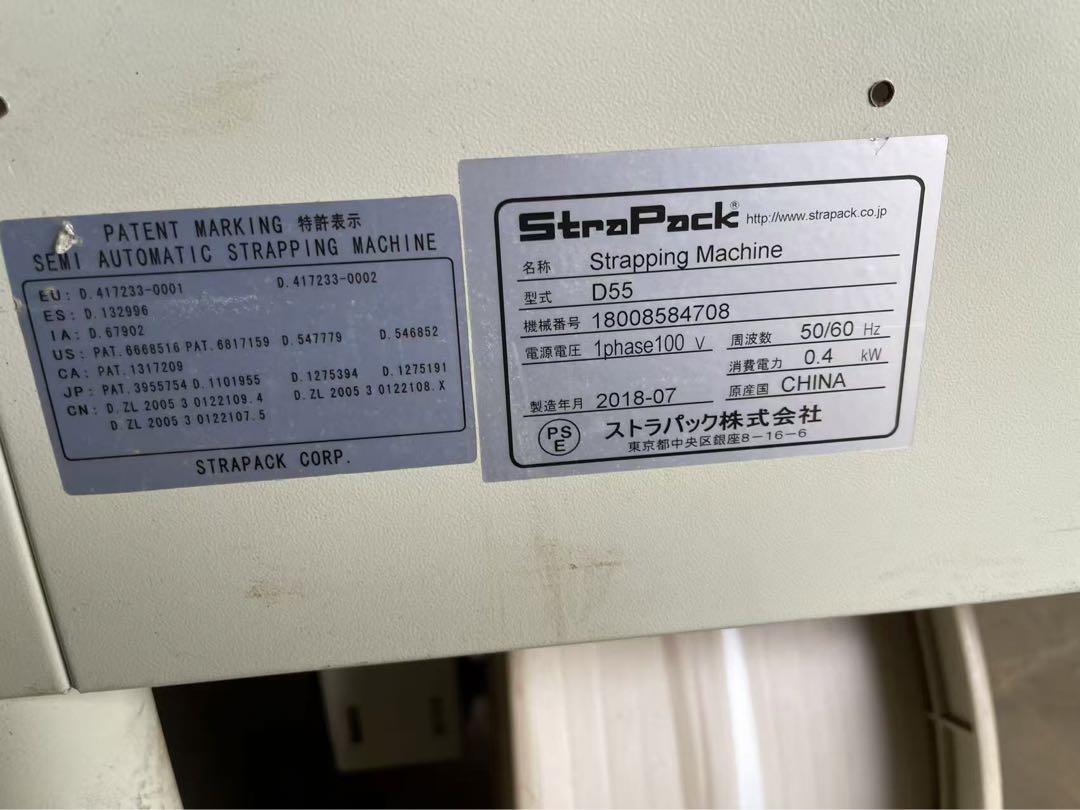 PATENT MARKING 特許表示
SEMI AUTOMATIC STRAPPING MACHINE
EU: D.417233-0001 D.417233-0002
ES: D.132996
IA: D.67902
US: PAT.6668516 PAT.6817159 D.547779 D.546852
CA: PAT.1317209
JP: PAT.3955754 D.1101955 D.1275394 D.1275191
CN: D.ZL 2005 3 0122109.4 D.ZL 2005 3 0122108.X
D.ZL 2005 3 0122107.5
STRAPACK CORP.
StraPack® http://www.strapack.co.jp
名称 Strapping Machine
型式 D55
機械番号 18008584708
電源電圧 1phase100 V 周波数 50/60 Hz
消費電力 0.4 kW
製造年月 2018-07 原産国 CHINA
PS
E
ストラパック株式会社
東京都中央区銀座8-16-6